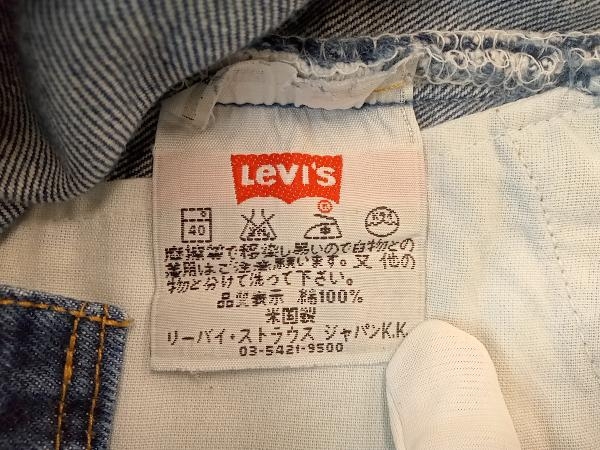 Levi's
®
40
摩擦等で移染し易いので白物との
着用はご注意願います。又 他の
物と分けて洗って下さい。
品質表示 綿100%
米国製
リーバイ・ストラウス ジャパンK.K.
03-5421-9500